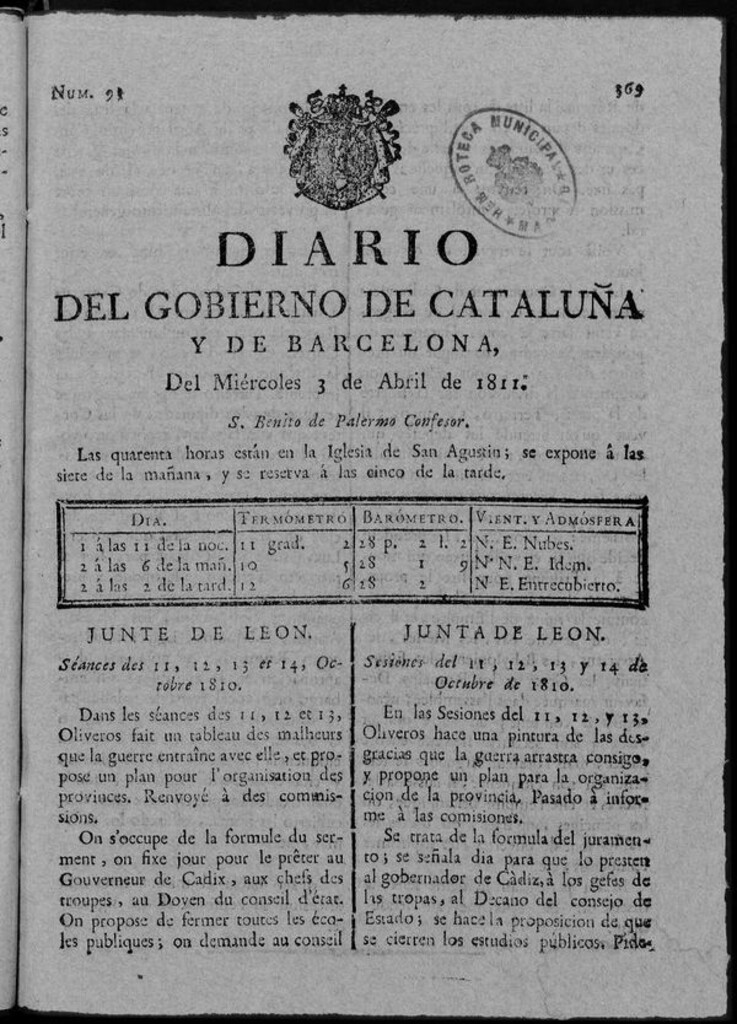 NUM. 93
369
HEMEROTECA MUNICIPAL
DIARIO
DEL GOBIERNO DE CATALUÑA
Y DE BARCELONA,
Del Miércoles 3 de Abril de 1811.
S. Benito de Palermo Confesor.
Las quarenta horas están en la Iglesia de San Agustin; se expone á las
siete de la mañana, y se reserva á las cinco de la tarde.
DIA. TERMÓMETRO BARÓMETRO. VIENT. Y ADMÓSFERA
1 á las 11 de la noc. 11 grad. 2 28 p. 2 l. 2 N. E. Nubes.
2 á las 6 de la mañ. 10 5 28 1 9 N. N. E. Idem.
2 á las 2 de la tard. 12 6 28 2 N E. Entrecubierto.
JUNTE DE LEON.
Séances des 11, 12, 13 et 14, Oc-
tobre 1810.
Dans les séances des 11, 12 et 13,
Oliveros fait un tableau des malheurs
que la guerre entraîne avec elle, et pro-
pose un plan pour l'organisation des
provinces. Renvoyé à des commis-
sions.
On s'occupe de la formule du ser-
ment, on fixe jour pour le prêter au
Gouverneur de Cadix, aux chefs des
troupes, au Doyen du conseil d'état.
On propose de fermer toutes les éco-
les publiques; on demande au conseil
JUNTA DE LEON.
Sesiones del 11, 12, 13 y 14 de
Octubre de 1810.
En las Sesiones del 11, 12, y 13,
Oliveros hace una pintura de las des-
gracias que la guerra arrastra consigo,
y propone un plan para la organiza-
cion de la provincia. Pasado á infor-
me à las comisiones.
Se trata de la formula del juramen-
to; se señala dia para que lo presten
al gobernador de Càdiz, à los gefes de
las tropas, al Decano del consejo de
Estado; se hace la proposicion de que
se cierren los estudios públicos. Pide-